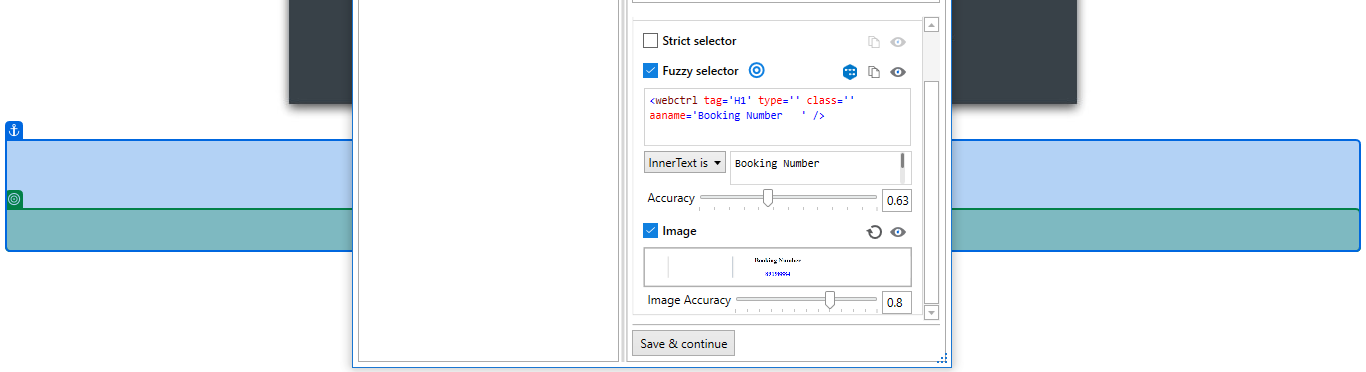 Strict selector
Fuzzy selector
<webctrl tag='H1' type='' class=''
aaname='Booking Number   ' />
InnerText is
Booking Number
Accuracy
0.63
Image
Booking Number
Image Accuracy
0.8
Save & continue